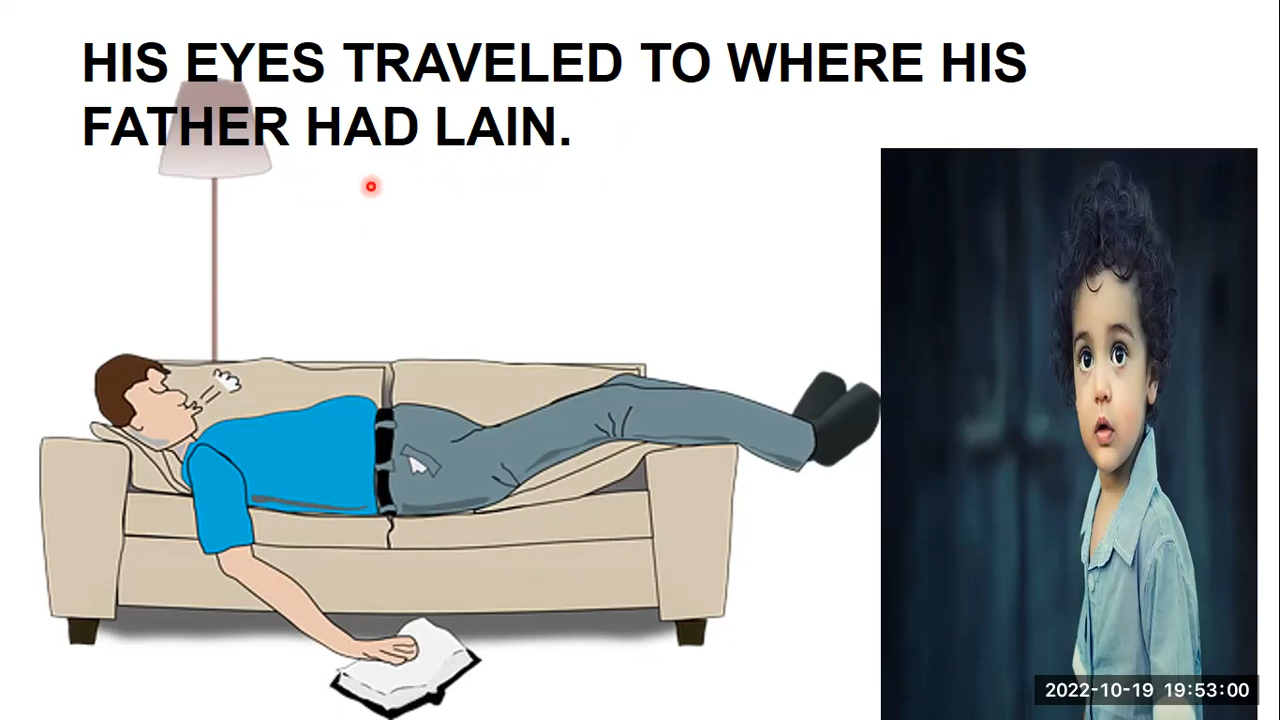 HIS EYES TRAVELED TO WHERE HIS
FATHER HAD LAIN.
2022-10-19 19:53:00